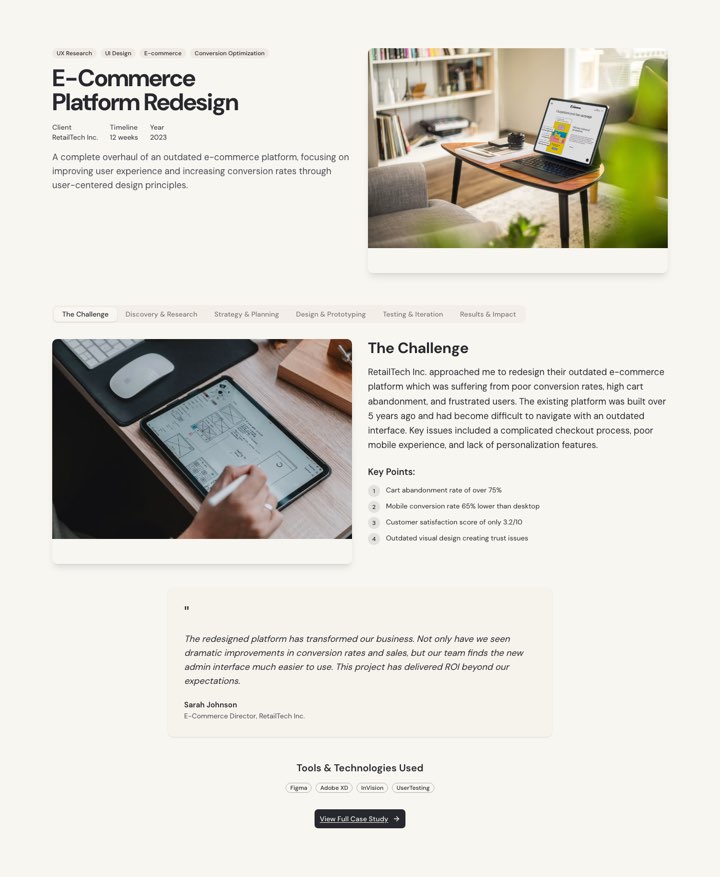 UX Research
UI Design
E-commerce
Conversion Optimization
E-Commerce
Platform Redesign
Client
RetailTech Inc.
Timeline
12 weeks
Year
2023
A complete overhaul of an outdated e-commerce platform, focusing on
improving user experience and increasing conversion rates through
user-centered design principles.
The Challenge
Discovery & Research
Strategy & Planning
Design & Prototyping
Testing & Iteration
Results & Impact
The Challenge
RetailTech Inc. approached me to redesign their outdated e-commerce
platform which was suffering from poor conversion rates, high cart
abandonment, and frustrated users. The existing platform was built over
5 years ago and had become difficult to navigate with an outdated
interface. Key issues included a complicated checkout process, poor
mobile experience, and lack of personalization features.
Key Points:
1 Cart abandonment rate of over 75%
2 Mobile conversion rate 65% lower than desktop
3 Customer satisfaction score of only 3.2/10
4 Outdated visual design creating trust issues
"
The redesigned platform has transformed our business. Not only have we seen
dramatic improvements in conversion rates and sales, but our team finds the new
admin interface much easier to use. This project has delivered ROI beyond our
expectations.
Sarah Johnson
E-Commerce Director, RetailTech Inc.
Tools & Technologies Used
Figma
Adobe XD
InVision
UserTesting
View Full Case Study →